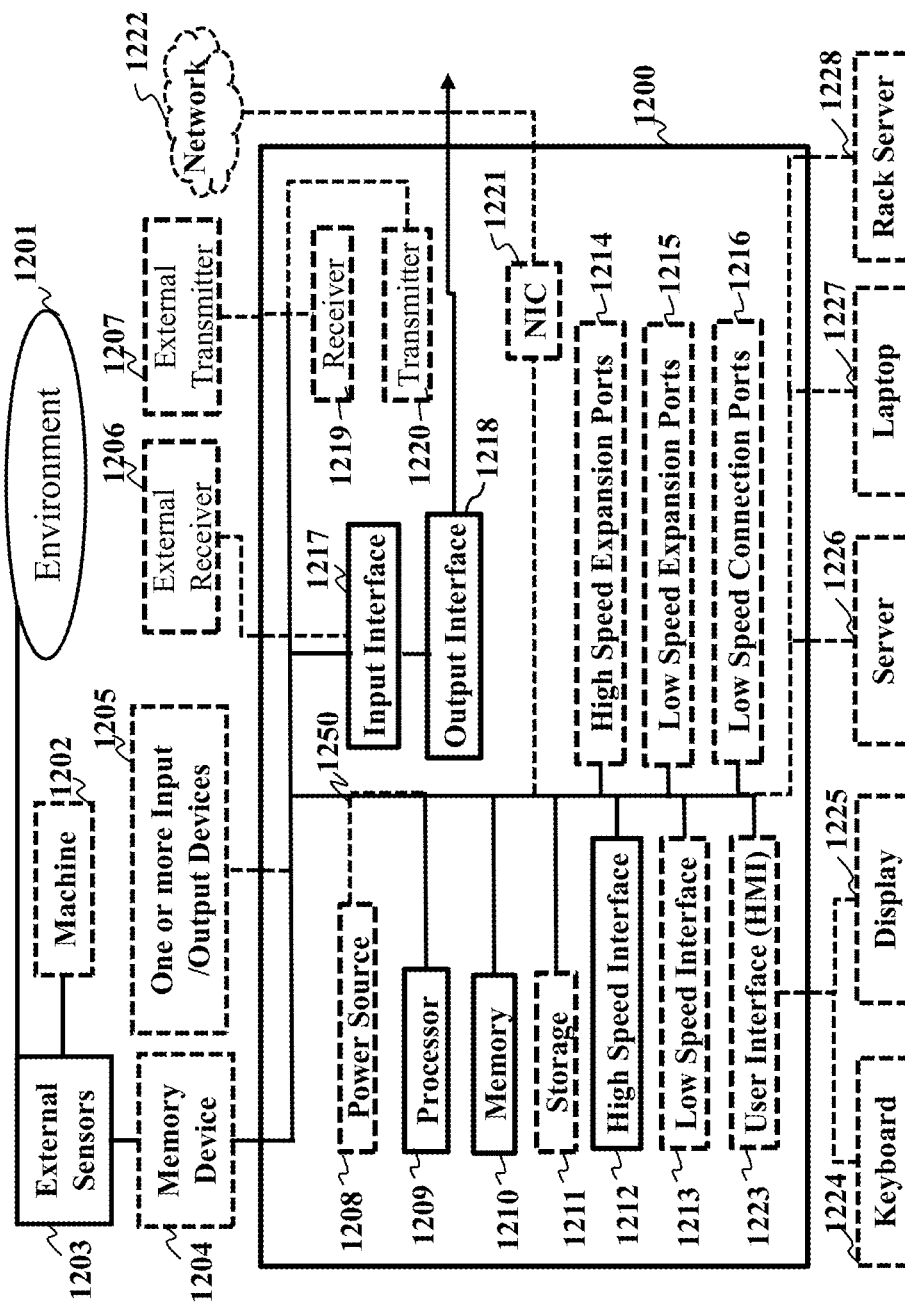 1201
Environment
1202
Machine
External
Sensors
1203
Memory
Device
1204
1205
One or more Input
/Output Devices
1206
External
Receiver
1207
External
Transmitter
1222
Network
1200
1208
Power Source
1250
1209
Processor
1210
Memory
1211
Storage
1212
High Speed Interface
1213
Low Speed Interface
1223
User Interface (HMI)
1217
Input Interface
Output Interface
1218
1219
Receiver
1220
Transmitter
NIC
1221
High Speed Expansion Ports
1214
Low Speed Expansion Ports
1215
Low Speed Connection Ports
1216
1224
Keyboard
1225
Display
1226
Server
1227
Laptop
1228
Rack Server